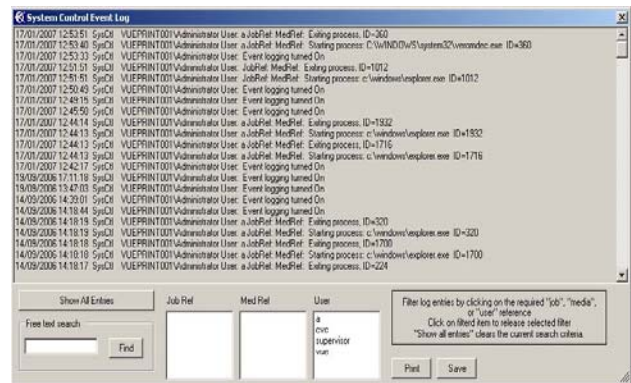 System Control Event Log
17/01/2007 12:53:51 SysCtl VUEPRINT001\Administrator User: a JobRef: MedRef: Exiting process, ID=360
17/01/2007 12:53:40 SysCtl VUEPRINT001\Administrator User: a JobRef: MedRef: Starting process: C:\WINDOWS\system32\veromdec.exe ID=360
17/01/2007 12:53:33 SysCtl VUEPRINT001\Administrator User: Event logging turned On
17/01/2007 12:51:51 SysCtl VUEPRINT001\Administrator User: JobRef: MedRef: Exiting process, ID=1012
17/01/2007 12:51:51 SysCtl VUEPRINT001\Administrator User: JobRef: MedRef: Starting process: c:\windows\explorer.exe ID=1012
17/01/2007 12:50:49 SysCtl VUEPRINT001\Administrator User: Event logging turned On
17/01/2007 12:49:15 SysCtl VUEPRINT001\Administrator User: Event logging turned On
17/01/2007 12:45:50 SysCtl VUEPRINT001\Administrator User: Event logging turned On
17/01/2007 12:44:14 SysCtl VUEPRINT001\Administrator User: a JobRef: MedRef: Exiting process, ID=1932
17/01/2007 12:44:13 SysCtl VUEPRINT001\Administrator User: a JobRef: MedRef: Starting process: c:\windows\explorer.exe ID=1932
17/01/2007 12:44:13 SysCtl VUEPRINT001\Administrator User: a JobRef: MedRef: Exiting process, ID=1716
17/01/2007 12:44:13 SysCtl VUEPRINT001\Administrator User: a JobRef: MedRef: Starting process: c:\windows\explorer.exe ID=1716
17/01/2007 12:42:17 SysCtl VUEPRINT001\Administrator User: Event logging turned On
19/09/2006 17:11:18 SysCtl VUEPRINT001\Administrator User: Event logging turned On
19/09/2006 13:47:03 SysCtl VUEPRINT001\Administrator User: Event logging turned On
14/09/2006 14:39:01 SysCtl VUEPRINT001\Administrator User: Event logging turned On
14/09/2006 14:18:44 SysCtl VUEPRINT001\Administrator User: Event logging turned On
14/09/2006 14:18:19 SysCtl VUEPRINT001\Administrator User: a JobRef: MedRef: Exiting process, ID=320
14/09/2006 14:18:19 SysCtl VUEPRINT001\Administrator User: a JobRef: MedRef: Starting process: c:\windows\explorer.exe ID=320
14/09/2006 14:18:18 SysCtl VUEPRINT001\Administrator User: a JobRef: MedRef: Exiting process, ID=1700
14/09/2006 14:18:18 SysCtl VUEPRINT001\Administrator User: a JobRef: MedRef: Starting process: c:\windows\explorer.exe ID=1700
14/09/2006 14:18:17 SysCtl VUEPRINT001\Administrator User: a JobRef: MedRef: Exiting process, ID=224
Show All Entries
Free text search
Find
Job Ref
Med Ref
User
a
cvc
supervisor
vue
Filter log entries by clicking on the required "job", "media",
or "user" reference
Click on filterd item to release selected filter
"Show all entries" clears the current search criteria
Print
Save